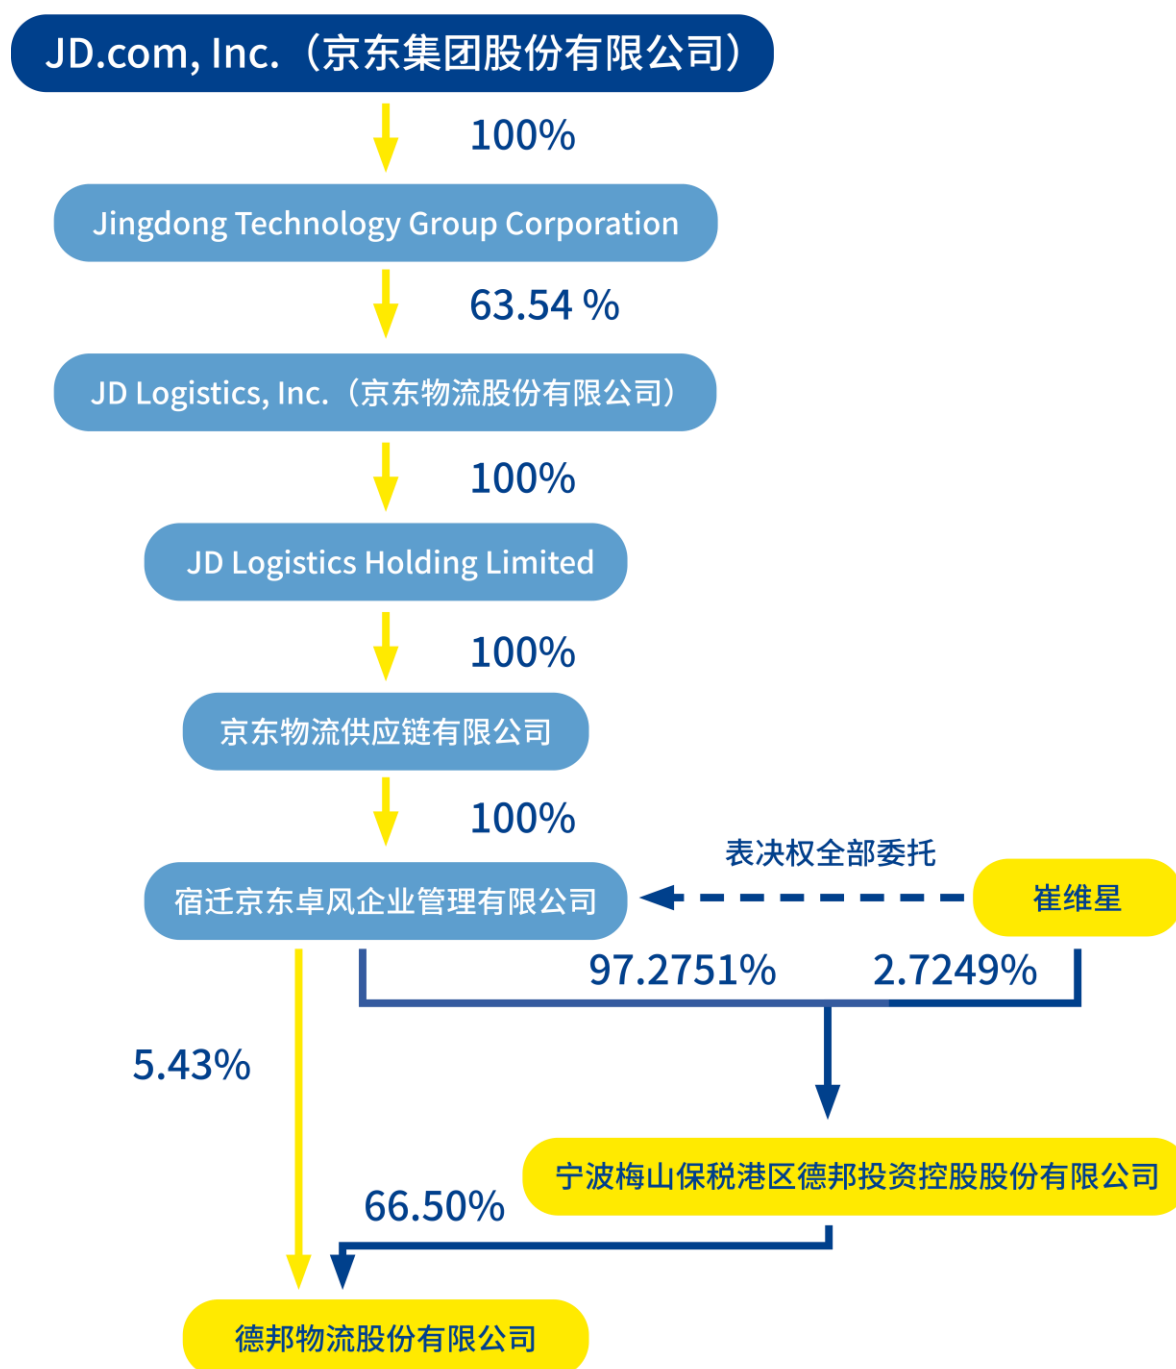 JD.com, Inc.（京东集团股份有限公司）
100%
Jingdong Technology Group Corporation
63.54 %
JD Logistics, Inc.（京东物流股份有限公司）
100%
JD Logistics Holding Limited
100%
京东物流供应链有限公司
100%
表决权全部委托
宿迁京东卓风企业管理有限公司
崔维星
97.2751%
2.7249%
5.43%
宁波梅山保税港区德邦投资控股股份有限公司
66.50%
德邦物流股份有限公司